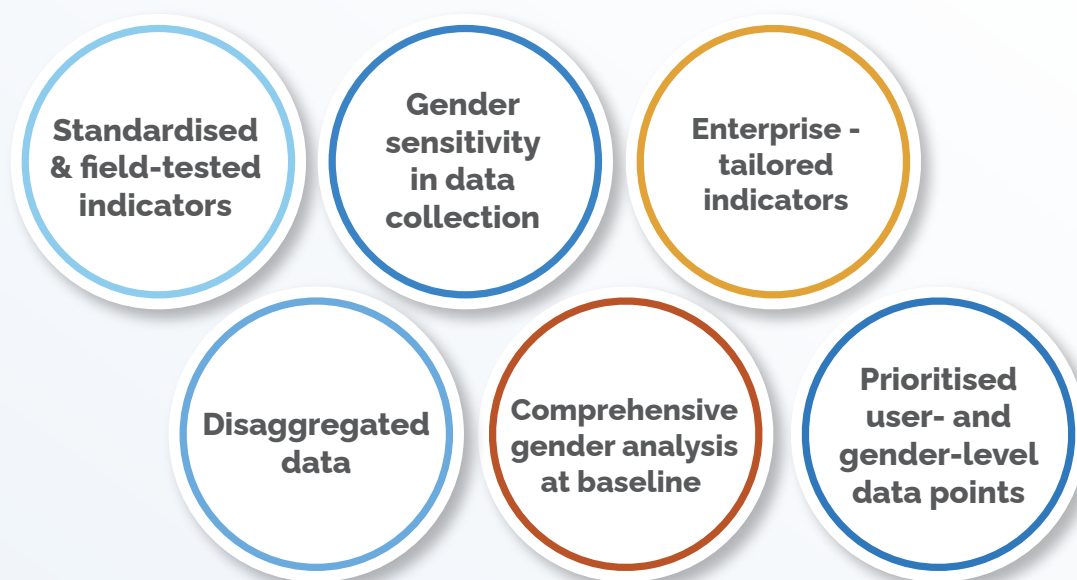 Standardised
& field-tested
indicators
Gender
sensitivity
in data
collection
Enterprise -
tailored
indicators
Disaggregated
data
Comprehensive
gender analysis
at baseline
Prioritised
user- and
gender-level
data points